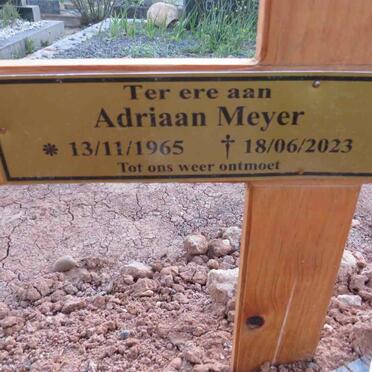 Ter ere aan
Adriaan Meyer
* 13/11/1965 † 18/06/2023
Tot ons weer ontmoet